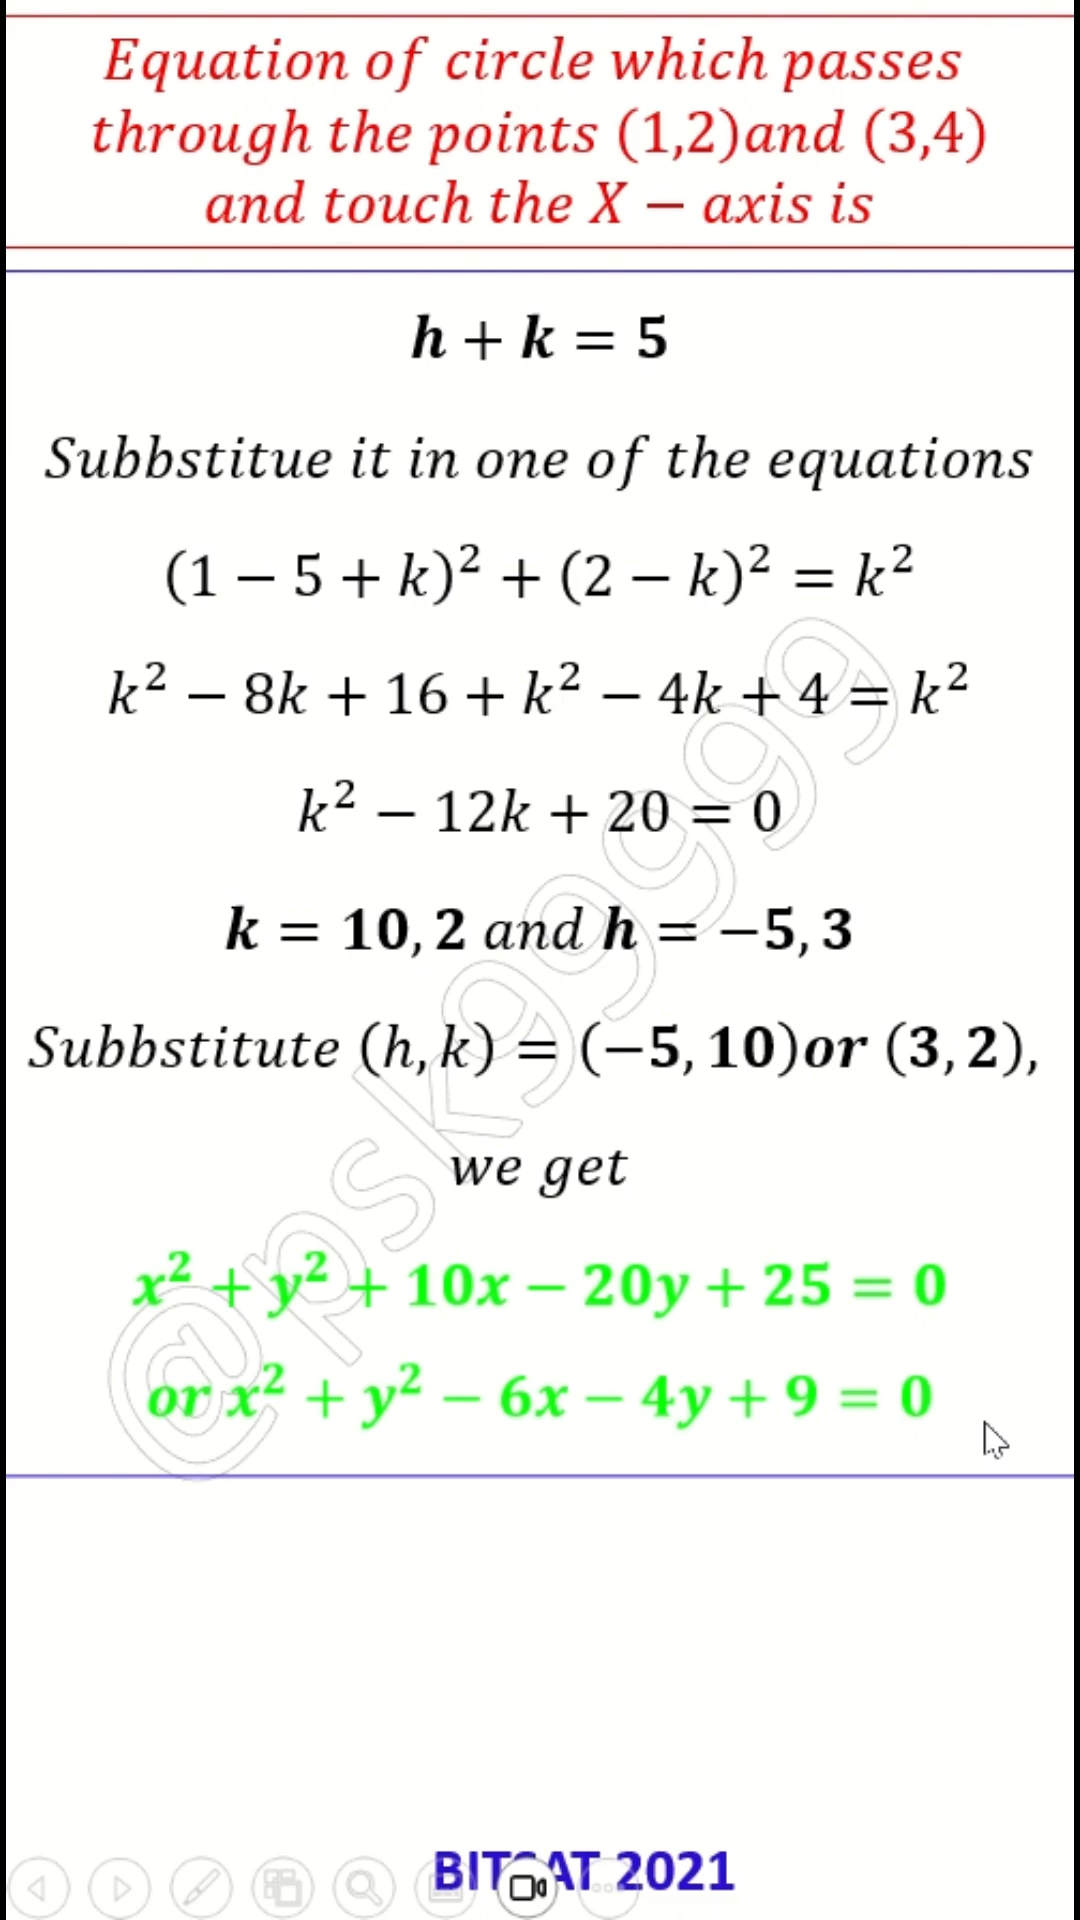 Equation of circle which passes
through the points (1,2)and (3,4)
and touch the X − axis is
h + k = 5
Subbstitue it in one of the equations
(1 − 5 + k)² + (2 − k)² = k²
k² − 8k + 16 + k² − 4k + 4 = k²
k² − 12k + 20 = 0
k = 10, 2 and h = −5, 3
Subbstitute (h, k) = (−5, 10)or (3, 2),
we get
x² + y² + 10x − 20y + 25 = 0
or x² + y² − 6x − 4y + 9 = 0
@psk9999
BITSAT 2021